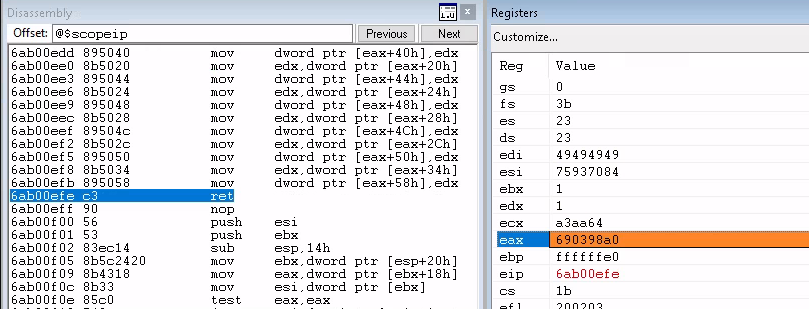 Disassembly
Offset: @$scopeip Previous Next
6ab00edd 895040 mov dword ptr [eax+40h],edx
6ab00ee0 8b5020 mov edx,dword ptr [eax+20h]
6ab00ee3 895044 mov dword ptr [eax+44h],edx
6ab00ee6 8b5024 mov edx,dword ptr [eax+24h]
6ab00ee9 895048 mov dword ptr [eax+48h],edx
6ab00eec 8b5028 mov edx,dword ptr [eax+28h]
6ab00eef 89504c mov dword ptr [eax+4Ch],edx
6ab00ef2 8b502c mov edx,dword ptr [eax+2Ch]
6ab00ef5 895050 mov dword ptr [eax+50h],edx
6ab00ef8 8b5034 mov edx,dword ptr [eax+34h]
6ab00efb 895058 mov dword ptr [eax+58h],edx
6ab00efe c3 ret
6ab00eff 90 nop
6ab00f00 56 push esi
6ab00f01 53 push ebx
6ab00f02 83ec14 sub esp,14h
6ab00f05 8b5c2420 mov ebx,dword ptr [esp+20h]
6ab00f09 8b4318 mov eax,dword ptr [ebx+18h]
6ab00f0c 8b33 mov esi,dword ptr [ebx]
6ab00f0e 85c0 test eax,eax
Registers
Customize...
Reg Value
gs 0
fs 3b
es 23
ds 23
edi 49494949
esi 75937084
ebx 1
edx 1
ecx a3aa64
eax 690398a0
ebp ffffffe0
eip 6ab00efe
cs 1b
efl 200203